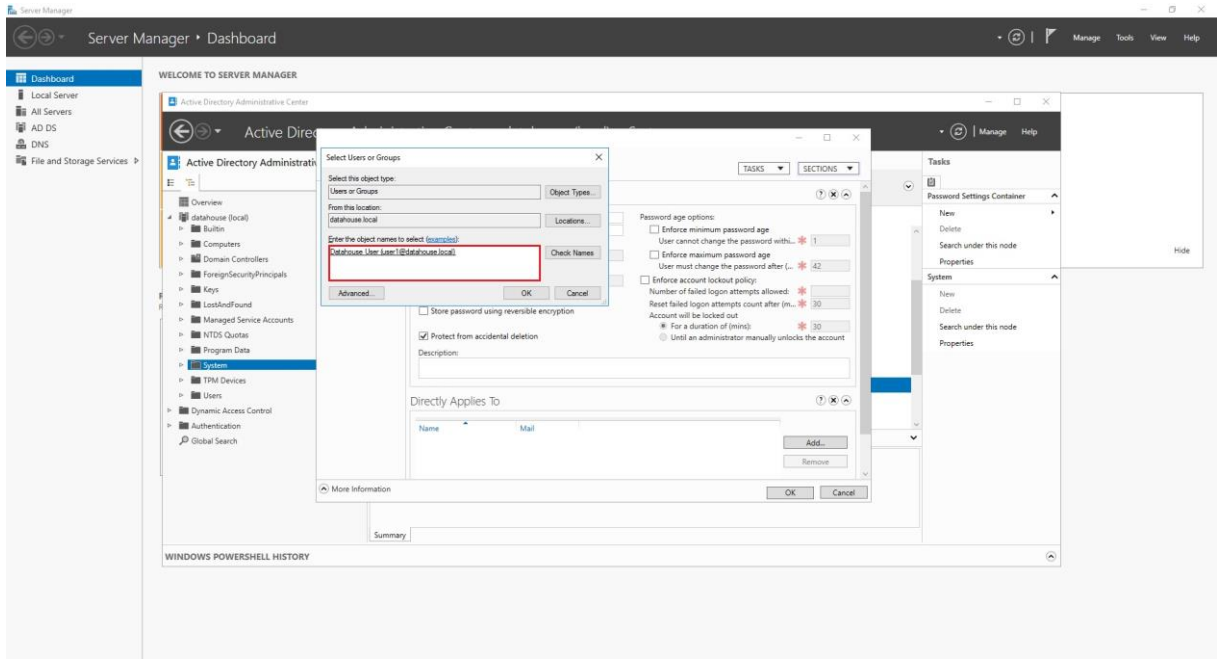 Server Manager
Server Manager • Dashboard
Manage Tools View Help
Dashboard
Local Server
All Servers
AD DS
DNS
File and Storage Services
WELCOME TO SERVER MANAGER
Active Directory Administrative Center
Active Direc
Manage Help
Active Directory Administrativ
Overview
datahouse (local)
Builtin
Computers
Domain Controllers
ForeignSecurityPrincipals
Keys
LostAndFound
Managed Service Accounts
NTDS Quotas
Program Data
System
TPM Devices
Users
Dynamic Access Control
Authentication
Global Search
Select Users or Groups
Select this object type:
Users or Groups
Object Types...
From this location:
datahouse.local
Locations...
Enter the object names to select (examples):
Datahouse User (user1@datahouse.local)
Check Names
Advanced...
OK Cancel
TASKS SECTIONS
Password age options:
Enforce minimum password age
User cannot change the password withi... * 1
Enforce maximum password age
User must change the password after (... * 42
Enforce account lockout policy:
Number of failed logon attempts allowed: *
Reset failed logon attempts count after (m... * 30
Account will be locked out
For a duration of (mins): * 30
Until an administrator manually unlocks the account
Store password using reversible encryption
Protect from accidental deletion
Description:
Directly Applies To
Name Mail
Add...
Remove
More Information
OK Cancel
Summary
WINDOWS POWERSHELL HISTORY
Tasks
Password Settings Container
New
Delete
Search under this node
Properties
System
New
Delete
Search under this node
Properties
Hide